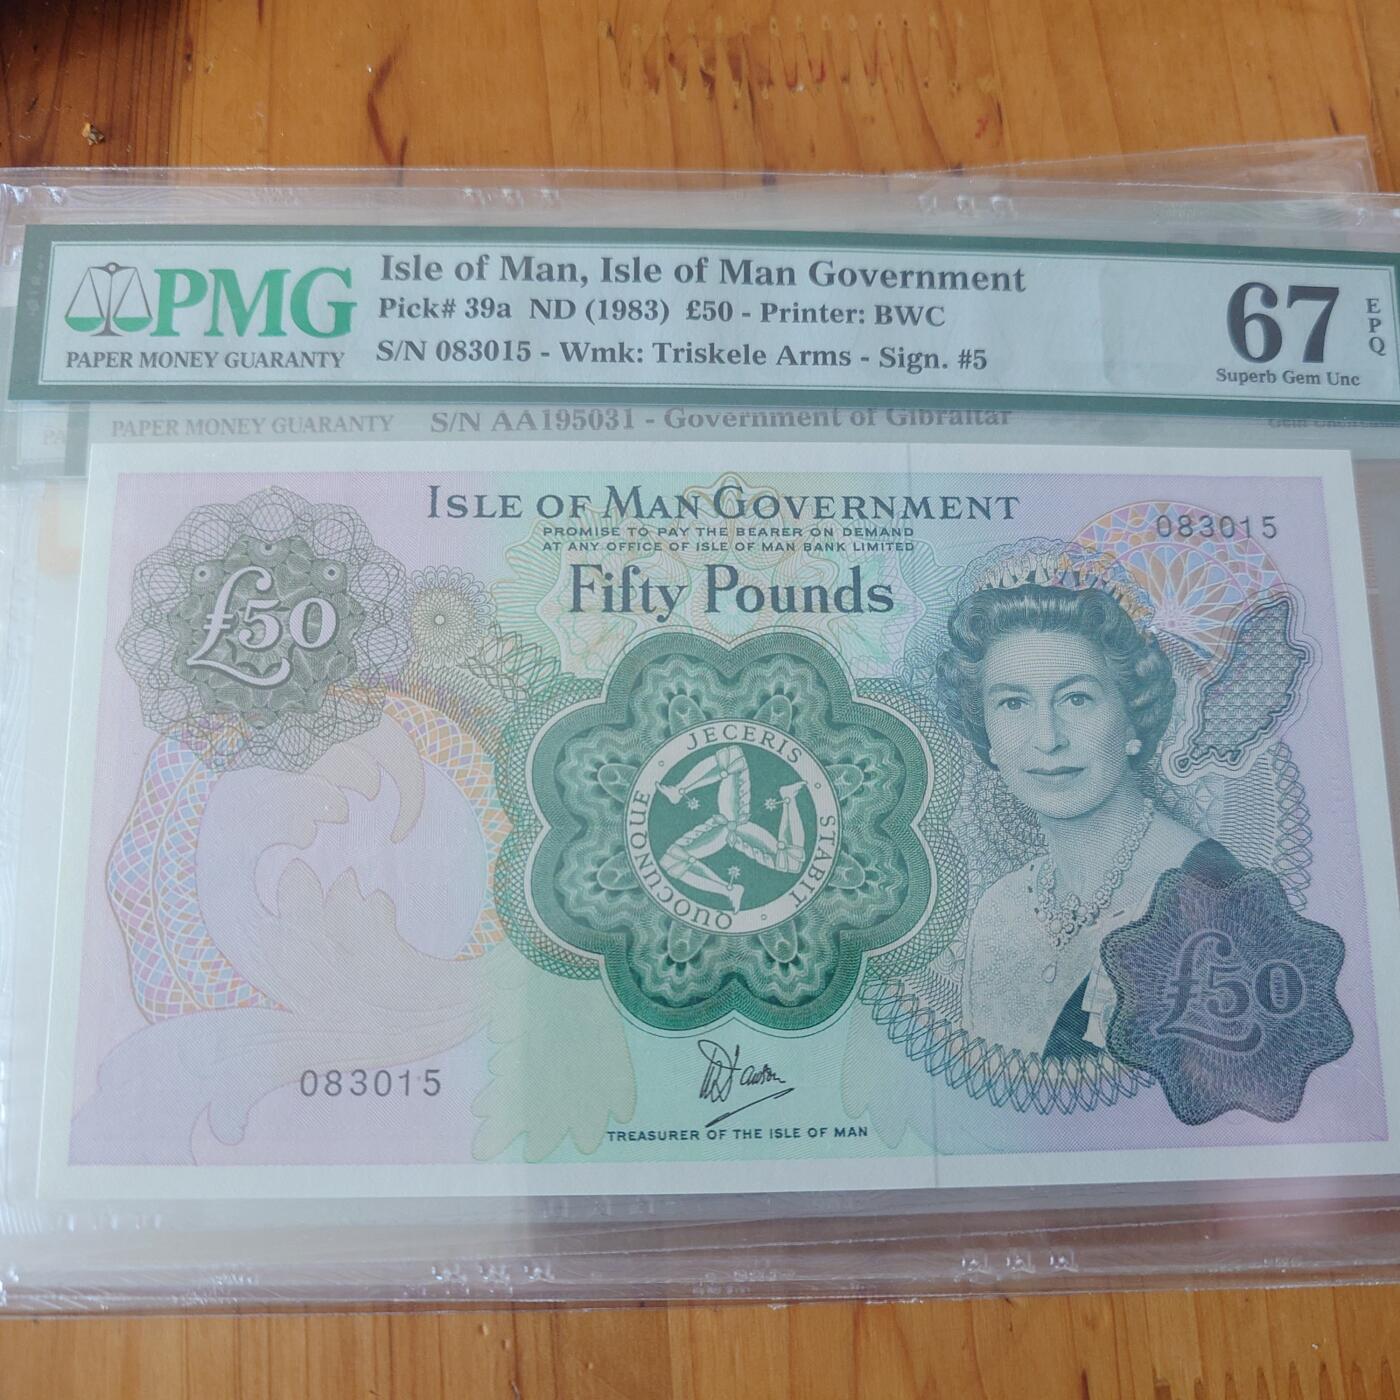 PMG
PAPER MONEY GUARANTY
Isle of Man, Isle of Man Government
Pick# 39a ND (1983) £50 - Printer: BWC
S/N 083015 - Wmk: Triskele Arms - Sign. #5
67
EPQ
Superb Gem Unc
PAPER MONEY GUARANTY
S/N AA195031 - Government of Gibraltar
ISLE OF MAN GOVERNMENT
PROMISE TO PAY THE BEARER ON DEMAND
AT ANY OFFICE OF ISLE OF MAN BANK LIMITED
Fifty Pounds
083015
£50
QUOCUNQUE JECERIS STABIT
£50
083015
TREASURER OF THE ISLE OF MAN